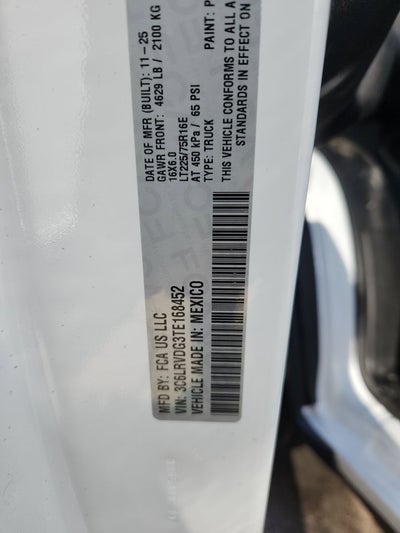 MFD BY: FCA US LLC
VIN: 3C6LRVDG3TE168452
VEHICLE MADE IN: MEXICO
DATE OF MFR (BUILT): 11-25
GAWR FRONT: 4629 LB / 2100 KG
16X6.0
LT225/75R16E
AT 450 kPa / 65 PSI
TYPE: TRUCK
PAINT: P
THIS VEHICLE CONFORMS TO ALL A
STANDARDS IN EFFECT